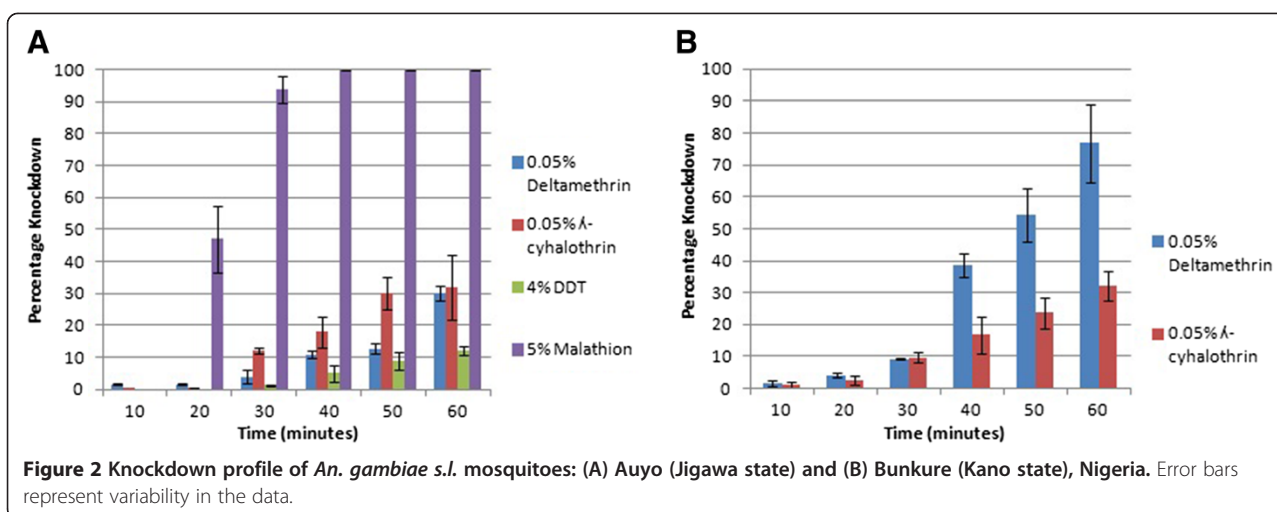 A
100
90
80
70
60
50
40
30
20
10
0
Percentage Knockdown
10 20 30 40 50 60
Time (minutes)
0.05%
Deltamethrin
0.05% ʎ-
cyhalothrin
4% DDT
5% Malathion
B
100
90
80
70
60
50
40
30
20
10
0
Percentage Knockdown
10 20 30 40 50 60
Time (minutes)
0.05%
Deltamethrin
0.05% ʎ-
cyhalothrin
Figure 2 Knockdown profile of An. gambiae s.l. mosquitoes: (A) Auyo (Jigawa state) and (B) Bunkure (Kano state), Nigeria. Error bars
represent variability in the data.